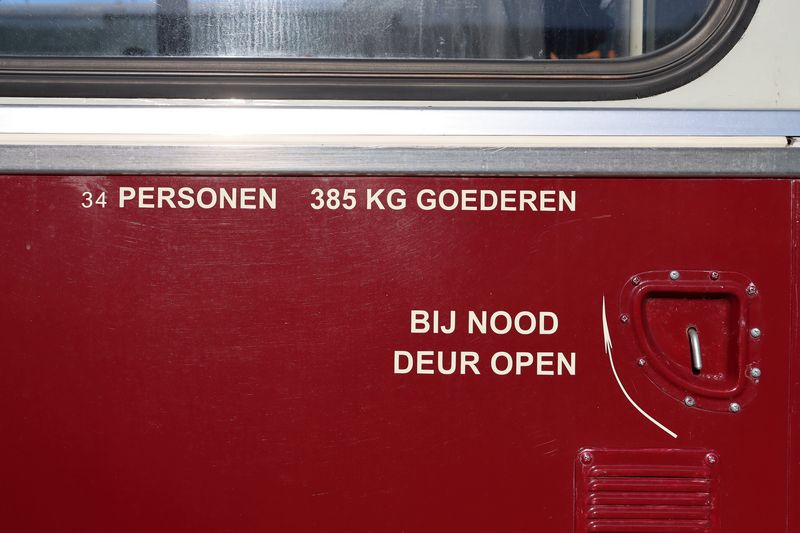 34 PERSONEN 385 KG GOEDEREN
BIJ NOOD
DEUR OPEN